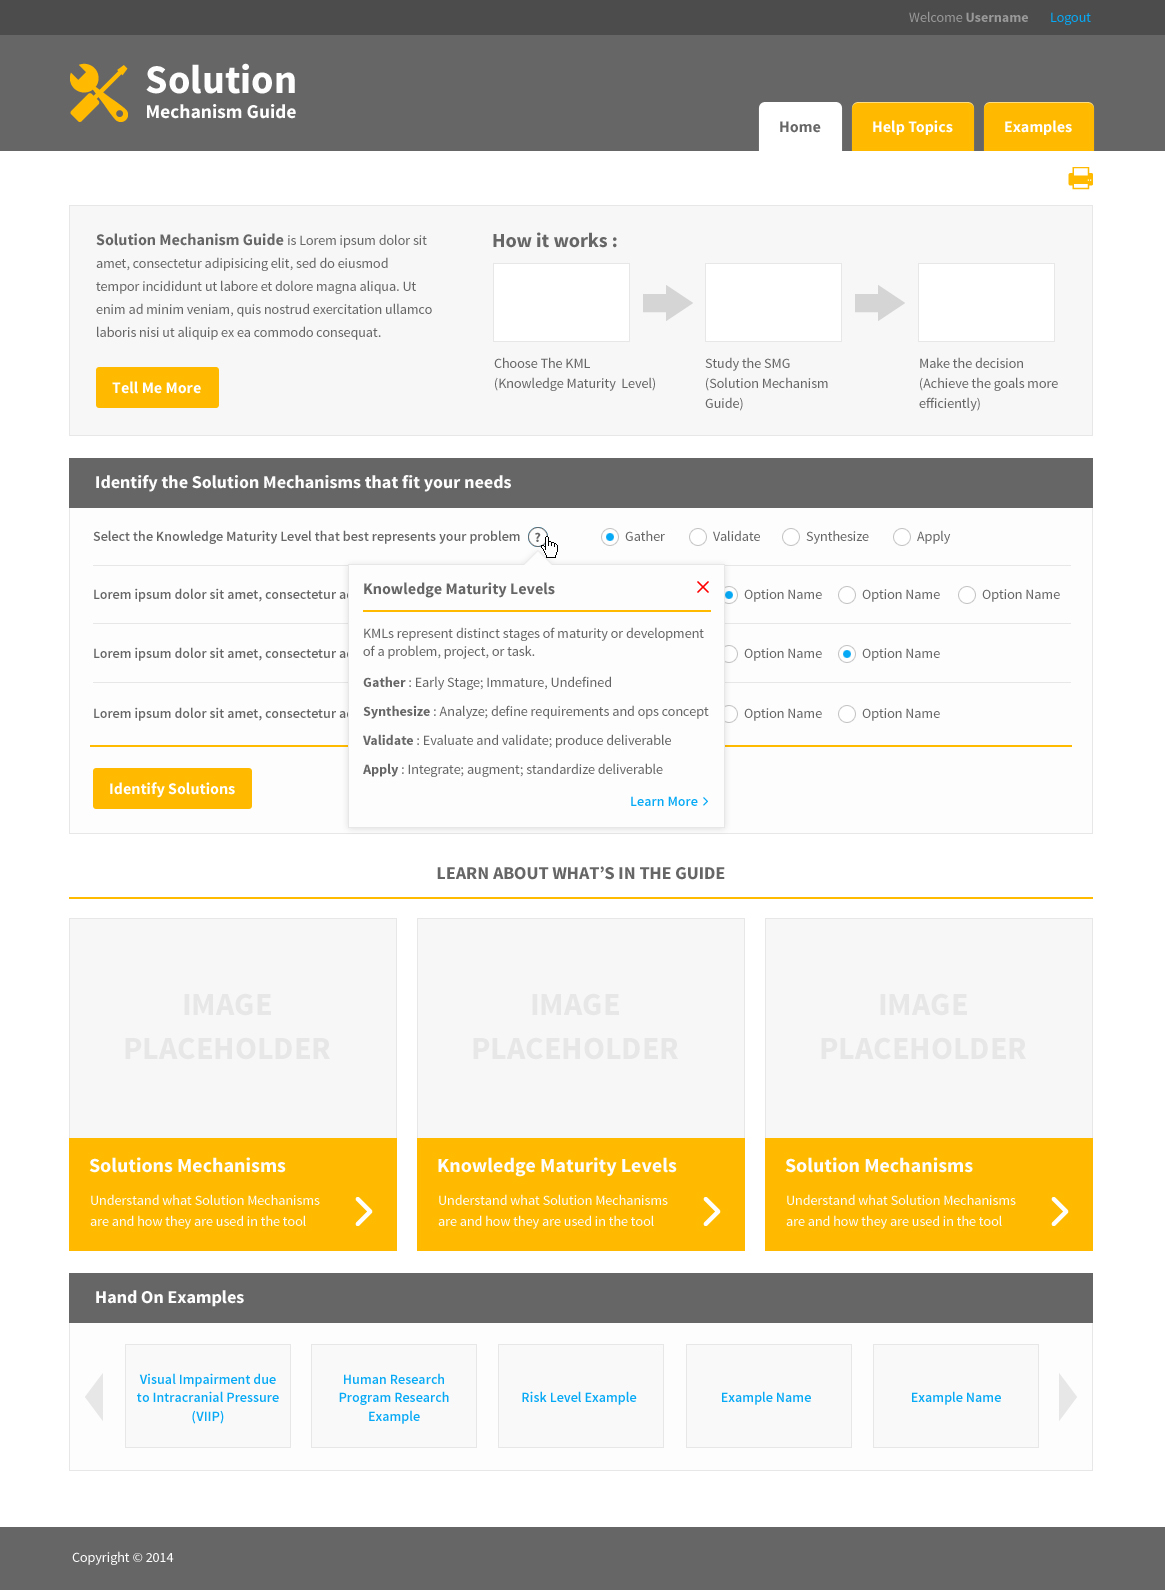 Welcome Username Logout
Solution
Mechanism Guide
Home Help Topics Examples
Solution Mechanism Guide is Lorem ipsum dolor sit
amet, consectetur adipisicing elit, sed do eiusmod
tempor incididunt ut labore et dolore magna aliqua. Ut
enim ad minim veniam, quis nostrud exercitation ullamco
laboris nisi ut aliquip ex ea commodo consequat.
Tell Me More
How it works :
Choose The KML
(Knowledge Maturity Level)
Study the SMG
(Solution Mechanism
Guide)
Make the decision
(Achieve the goals more
efficiently)
Identify the Solution Mechanisms that fit your needs
Select the Knowledge Maturity Level that best represents your problem ? Gather Validate Synthesize Apply
Lorem ipsum dolor sit amet, consectetur Option Name Option Name Option Name
Lorem ipsum dolor sit amet, consectetur Option Name Option Name
Lorem ipsum dolor sit amet, consectetur Option Name Option Name
Identify Solutions
Knowledge Maturity Levels
KMLs represent distinct stages of maturity or development
of a problem, project, or task.
Gather : Early Stage; Immature, Undefined
Synthesize : Analyze; define requirements and ops concept
Validate : Evaluate and validate; produce deliverable
Apply : Integrate; augment; standardize deliverable
Learn More >
LEARN ABOUT WHAT'S IN THE GUIDE
IMAGE
PLACEHOLDER
Solutions Mechanisms
Understand what Solution Mechanisms
are and how they are used in the tool
IMAGE
PLACEHOLDER
Knowledge Maturity Levels
Understand what Solution Mechanisms
are and how they are used in the tool
IMAGE
PLACEHOLDER
Solution Mechanisms
Understand what Solution Mechanisms
are and how they are used in the tool
Hand On Examples
Visual Impairment due
to Intracranial Pressure
(VIIP)
Human Research
Program Research
Example
Risk Level Example
Example Name
Example Name
Copyright © 2014